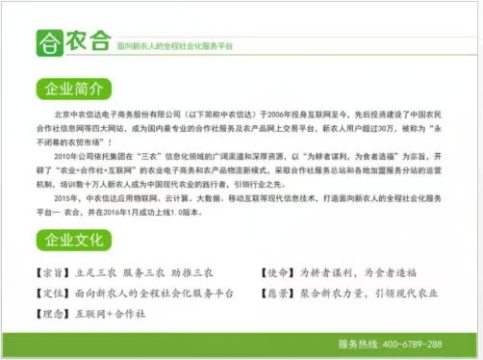 合 农合 面向新农人的全程社会化服务平台
企业简介
北京中农信达电子商务股份有限公司（以下简称中农信达）于2006年投身互联网至今，先后投资建设了中国农民
合作社信息网等四大网站，成为国内最专业的合作社服务及农产品网上交易平台，新农人用户超过30万，被称为“永
不闭幕的农贸市场”！
2010年公司依托集团在“三农”信息化领域的广阔渠道和深厚资源，以“为耕者谋利，为食者造福”为宗旨，开
辟了“农业+合作社+互联网”的农业电子商务和农产品物流新模式，采取合作社服务总站和各地加盟服务分站的运营
机制，培训数十万人新农人成为中国现代农业的践行者，引领行业之先。
2015年，中农信达应用物联网、云计算、大数据、移动互联等现代信息技术，打造面向新农人的全程社会化服务
平台— 农合，并在2016年1月成功上线1.0版本。
企业文化
【宗旨】立足三农 服务三农 助推三农 【使命】为耕者谋利，为食者造福
【定位】面向新农人的全程社会化服务平台 【愿景】聚合新农力量，引领现代农业
【理念】互联网+合作社
服务热线：400-6789-288